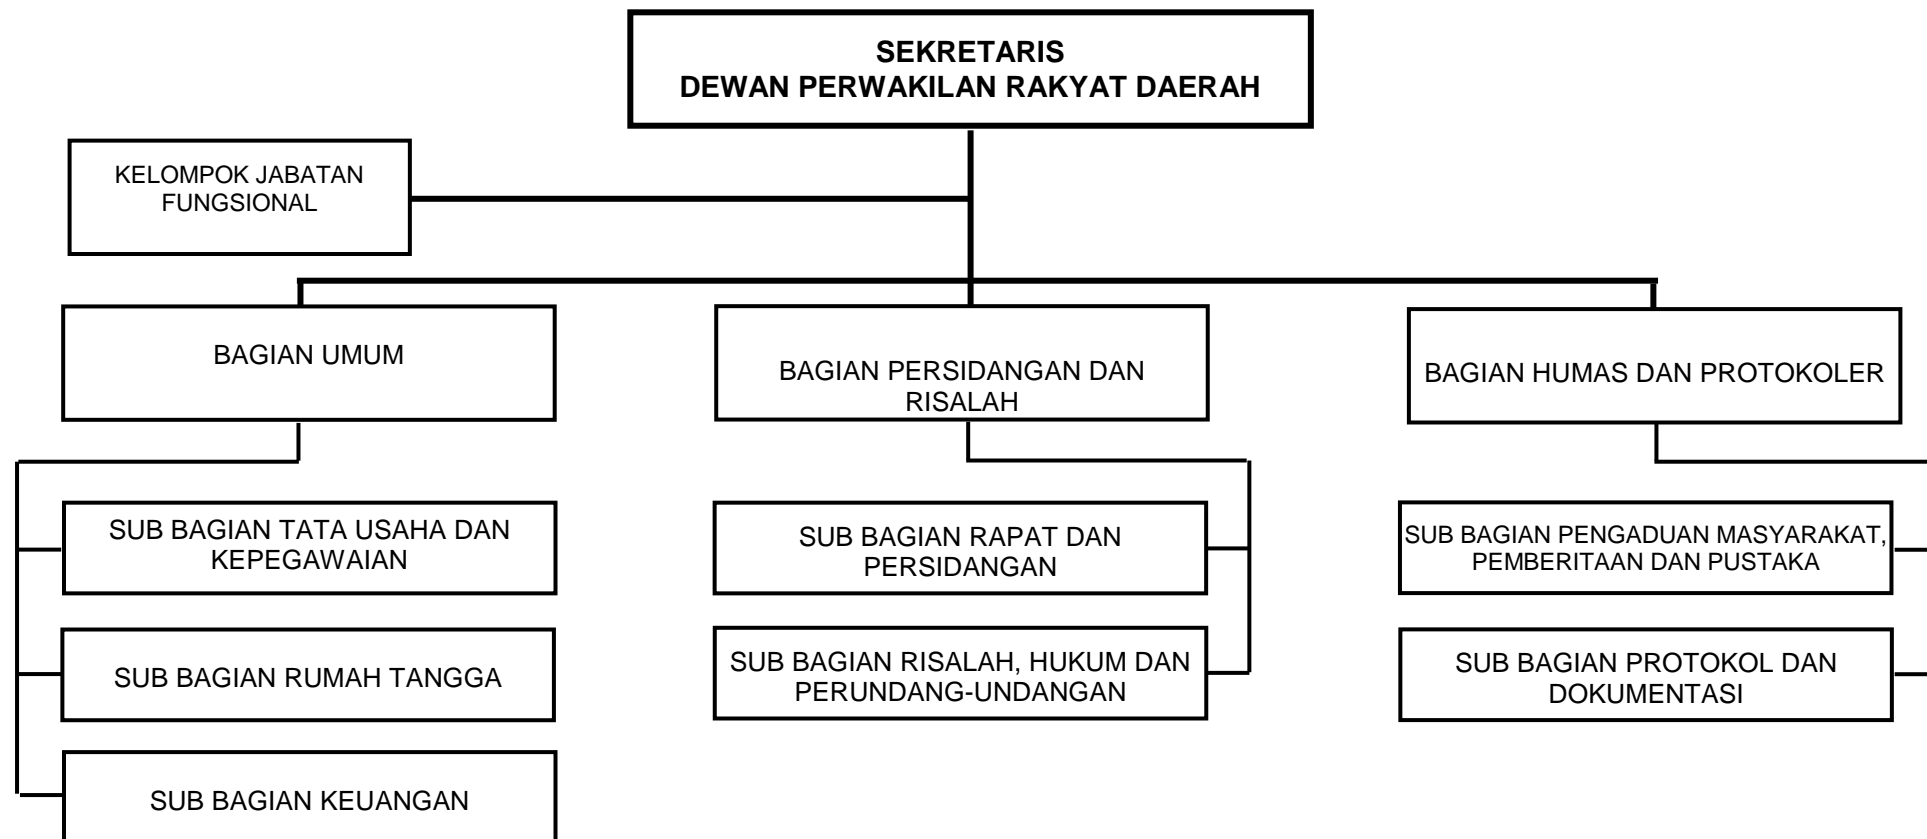 SEKRETARIS
DEWAN PERWAKILAN RAKYAT DAERAH
KELOMPOK JABATAN
FUNGSIONAL
BAGIAN UMUM
BAGIAN PERSIDANGAN DAN
RISALAH
BAGIAN HUMAS DAN PROTOKOLER
SUB BAGIAN TATA USAHA DAN
KEPEGAWAIAN
SUB BAGIAN RAPAT DAN
PERSIDANGAN
SUB BAGIAN PENGADUAN MASYARAKAT,
PEMBERITAAN DAN PUSTAKA
SUB BAGIAN RUMAH TANGGA
SUB BAGIAN RISALAH, HUKUM DAN
PERUNDANG-UNDANGAN
SUB BAGIAN PROTOKOL DAN
DOKUMENTASI
SUB BAGIAN KEUANGAN